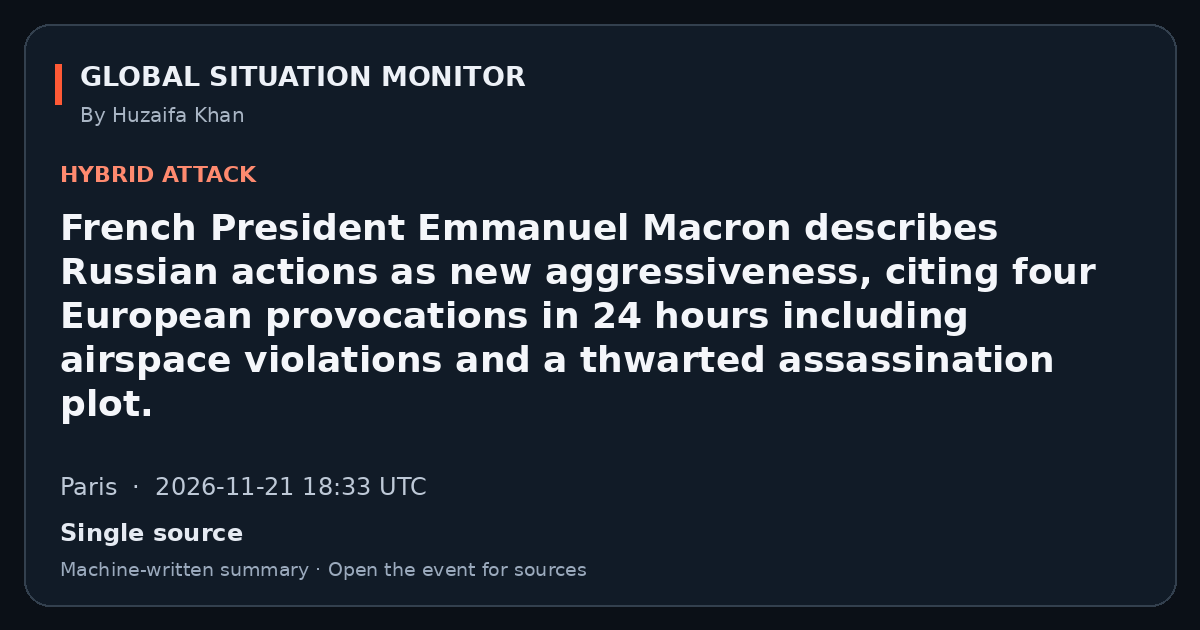 GLOBAL SITUATION MONITOR
By Huzaifa Khan
HYBRID ATTACK
French President Emmanuel Macron describes
Russian actions as new aggressiveness, citing four
European provocations in 24 hours including
airspace violations and a thwarted assassination
plot.
Paris · 2026-11-21 18:33 UTC
Single source
Machine-written summary · Open the event for sources